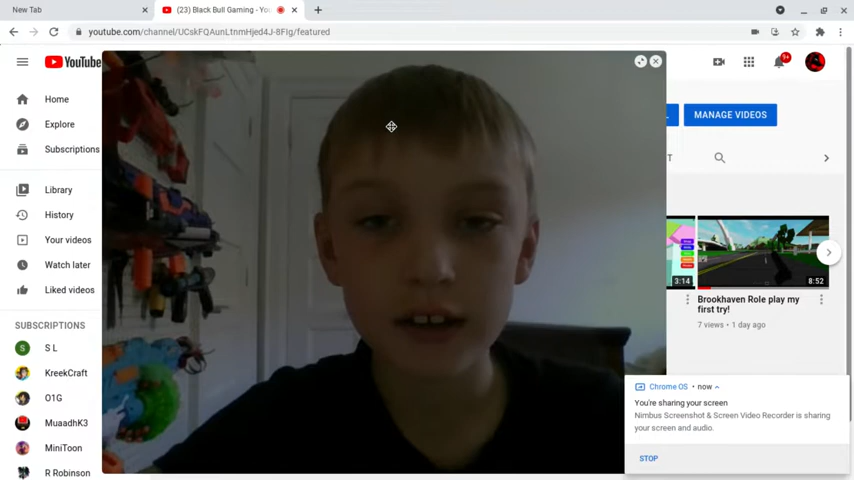 New Tab
(23) Black Bull Gaming - You
youtube.com/channel/UCskFQAunLtnmHjed4J-8FIg/featured
YouTube
9+
MANAGE VIDEOS
Home
Explore
Subscriptions
Library
History
Your videos
Watch later
Liked videos
3:14
8:52
Brookhaven Role play my
first try!
7 views • 1 day ago
SUBSCRIPTIONS
S
S L
KreekCraft
O1G
MuaadhK3
MiniToon
R Robinson
Chrome OS • now
You're sharing your screen
Nimbus Screenshot & Screen Video Recorder is sharing
your screen and audio.
STOP